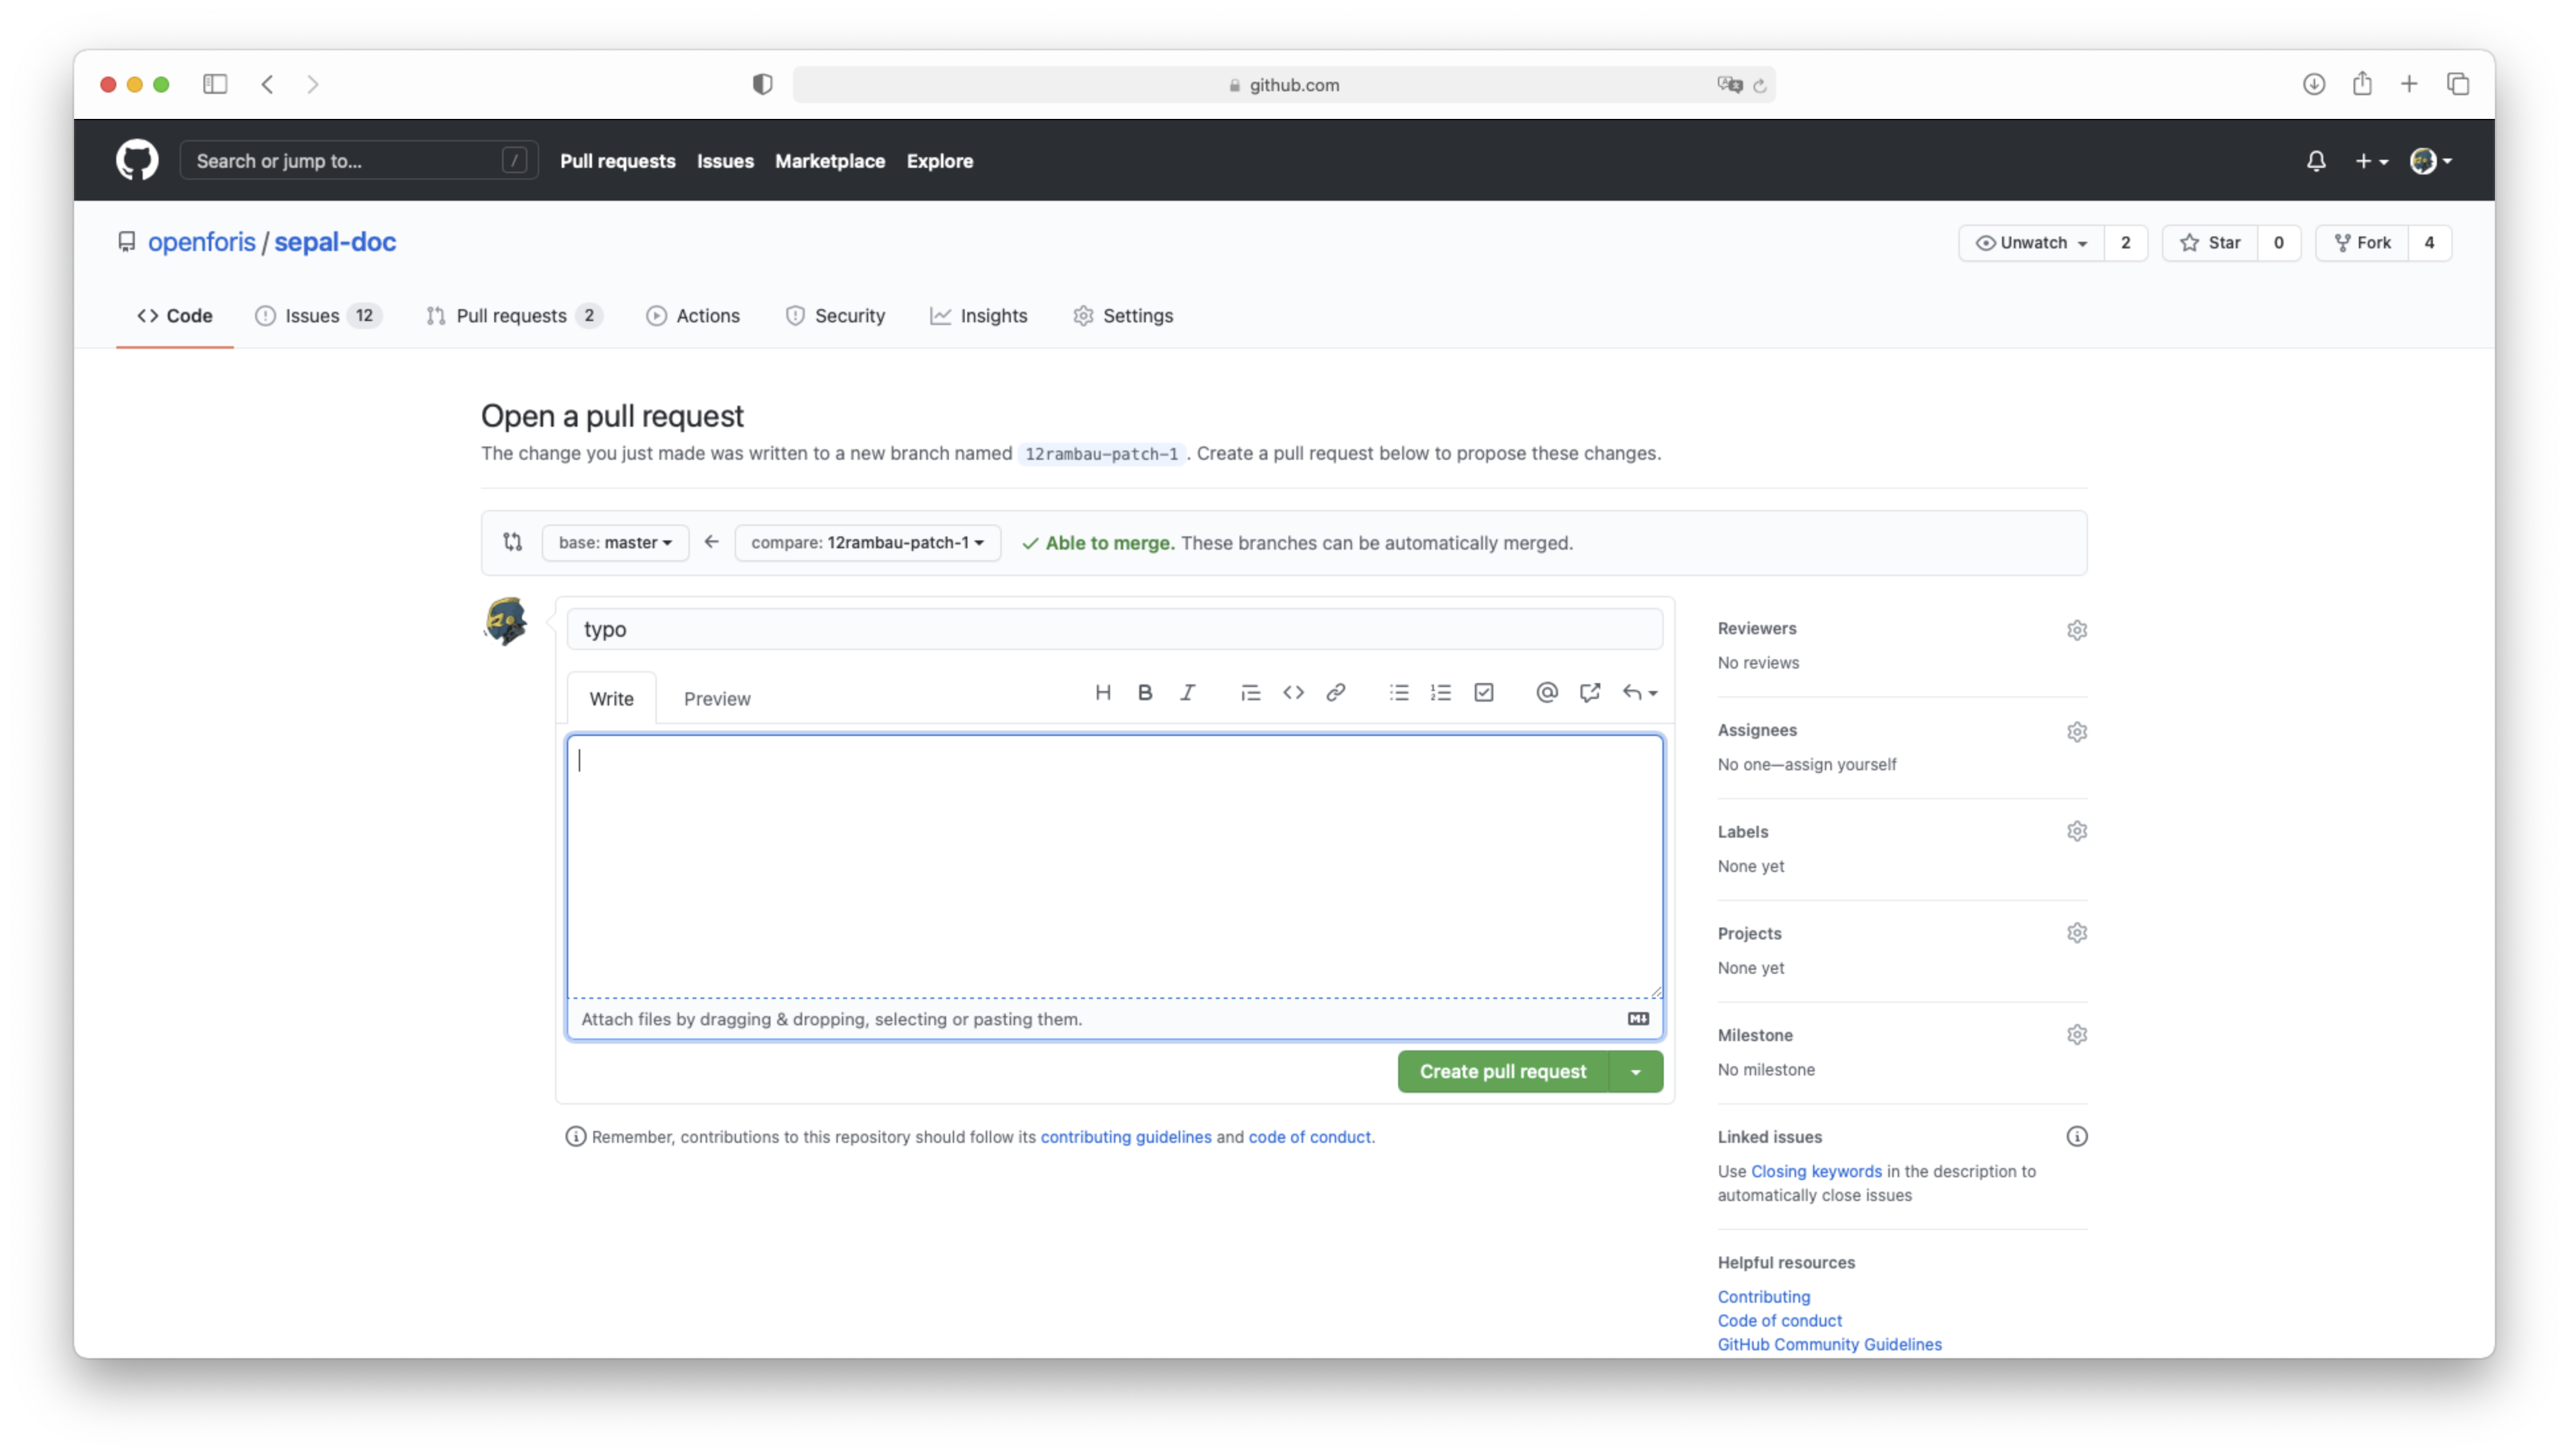 github.com
Search or jump to... /
Pull requests Issues Marketplace Explore
openforis / sepal-doc
Unwatch 2 Star 0 Fork 4
Code Issues 12 Pull requests 2 Actions Security Insights Settings
Open a pull request
The change you just made was written to a new branch named 12rambau-patch-1 . Create a pull request below to propose these changes.
base: master compare: 12rambau-patch-1 Able to merge. These branches can be automatically merged.
typo
Write Preview
Attach files by dragging & dropping, selecting or pasting them.
Create pull request
Remember, contributions to this repository should follow its contributing guidelines and code of conduct.
Reviewers
No reviews
Assignees
No one—assign yourself
Labels
None yet
Projects
None yet
Milestone
No milestone
Linked issues
Use Closing keywords in the description to
automatically close issues
Helpful resources
Contributing
Code of conduct
GitHub Community Guidelines